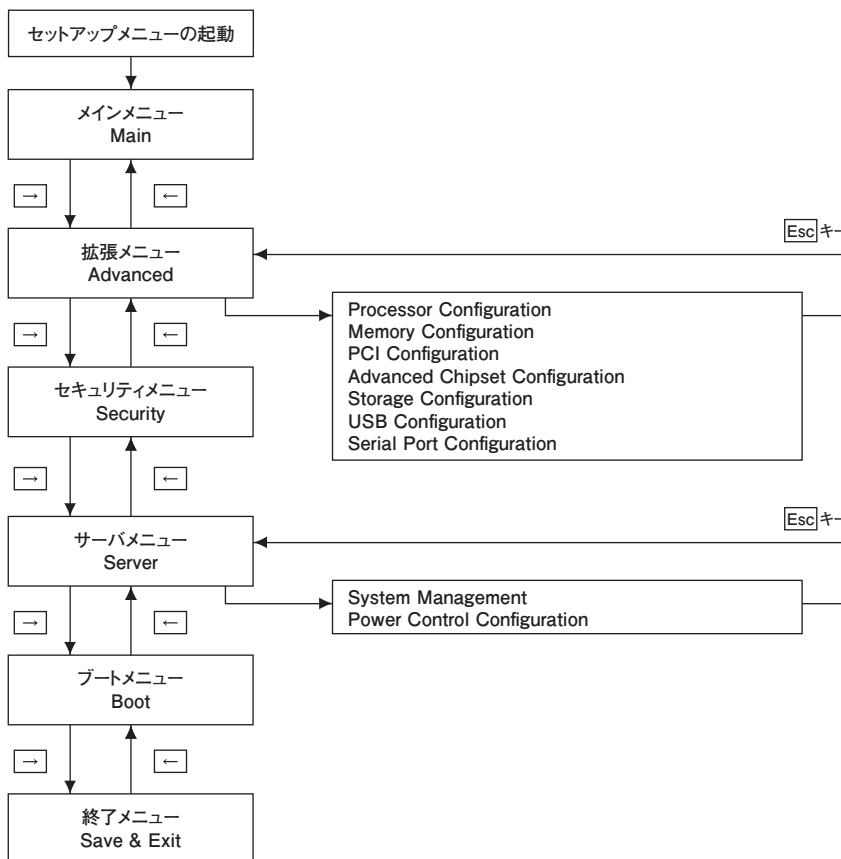 セットアップメニューの起動
メインメニュー
Main
→ ←
Esc キー
拡張メニュー
Advanced
Processor Configuration
Memory Configuration
PCI Configuration
Advanced Chipset Configuration
Storage Configuration
USB Configuration
Serial Port Configuration
→ ←
セキュリティメニュー
Security
→ ←
Esc キー
サーバメニュー
Server
System Management
Power Control Configuration
→ ←
ブートメニュー
Boot
→ ←
終了メニュー
Save & Exit